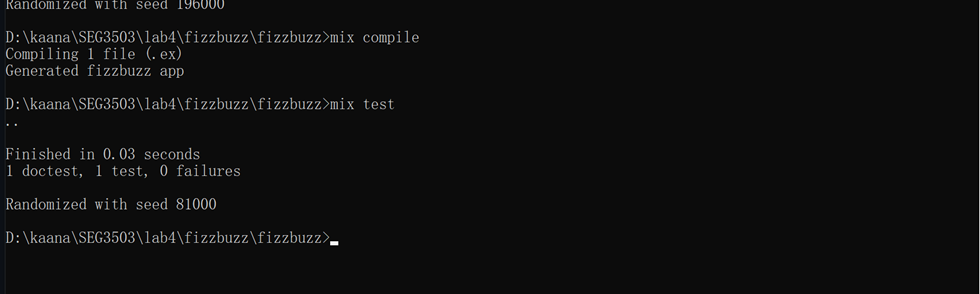 Randomized with seed 196000
D:\kaana\SEG3503\lab4\fizzbuzz\fizzbuzz>mix compile
Compiling 1 file (.ex)
Generated fizzbuzz app
D:\kaana\SEG3503\lab4\fizzbuzz\fizzbuzz>mix test
..
Finished in 0.03 seconds
1 doctest, 1 test, 0 failures
Randomized with seed 81000
D:\kaana\SEG3503\lab4\fizzbuzz\fizzbuzz>